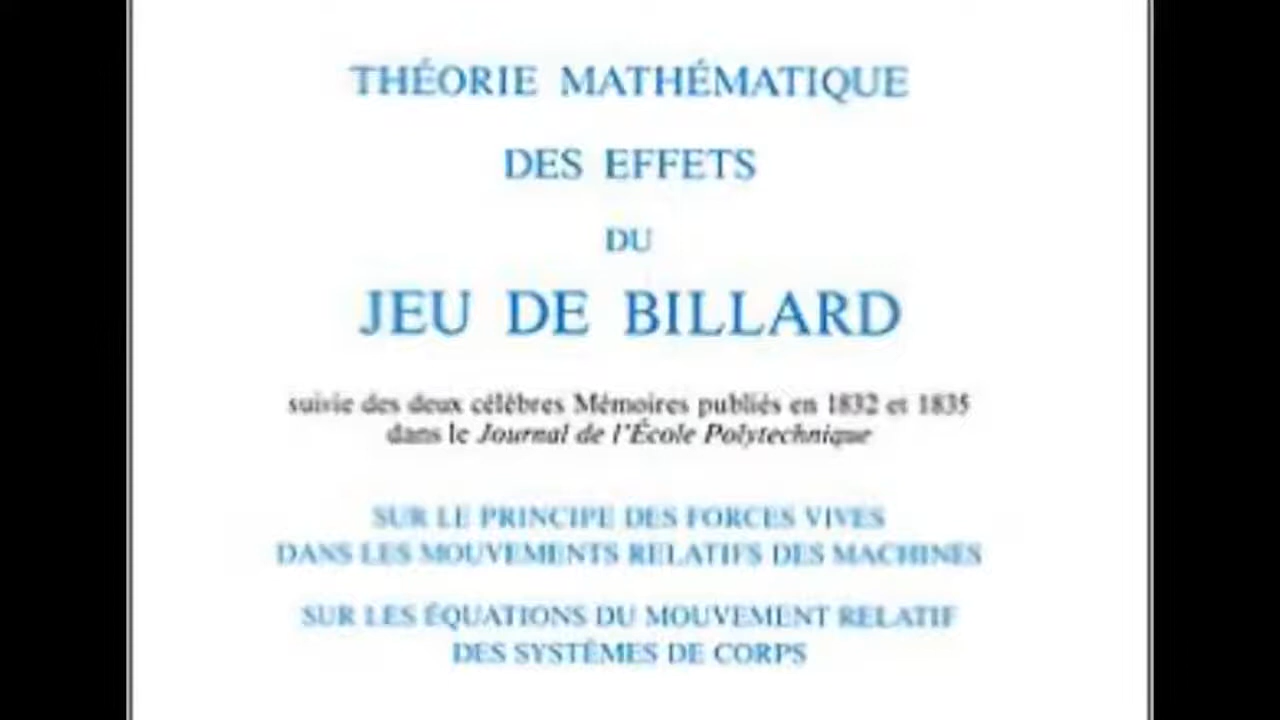 THÉORIE MATHÉMATIQUE
DES EFFETS
DU
JEU DE BILLARD
suivie des deux célèbres Mémoires publiés en 1832 et 1835
dans le Journal de l'École Polytechnique
SUR LE PRINCIPE DES FORCES VIVES
DANS LES MOUVEMENTS RELATIFS DES MACHINES
SUR LES ÉQUATIONS DU MOUVEMENT RELATIF
DES SYSTÈMES DE CORPS